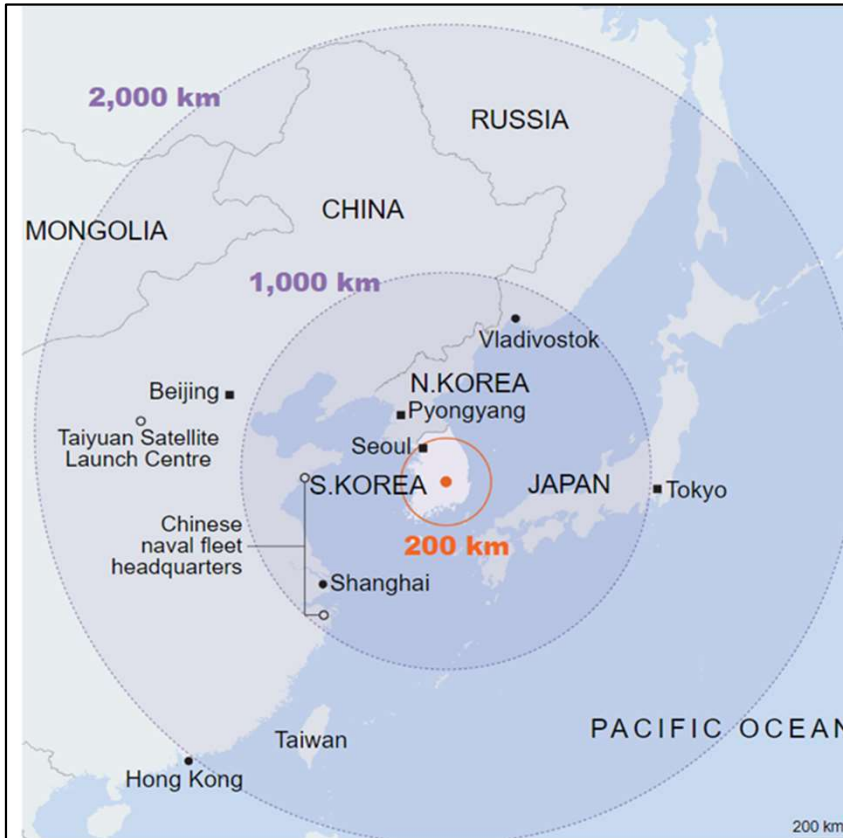 2,000 km
RUSSIA
CHINA
MONGOLIA
1,000 km
Vladivostok
N.KOREA
Beijing
Pyongyang
Taiyuan Satellite
Launch Centre
Seoul
S.KOREA
JAPAN
Tokyo
Chinese
naval fleet
headquarters
200 km
Shanghai
PACIFIC OCEAN
Taiwan
Hong Kong
200 km